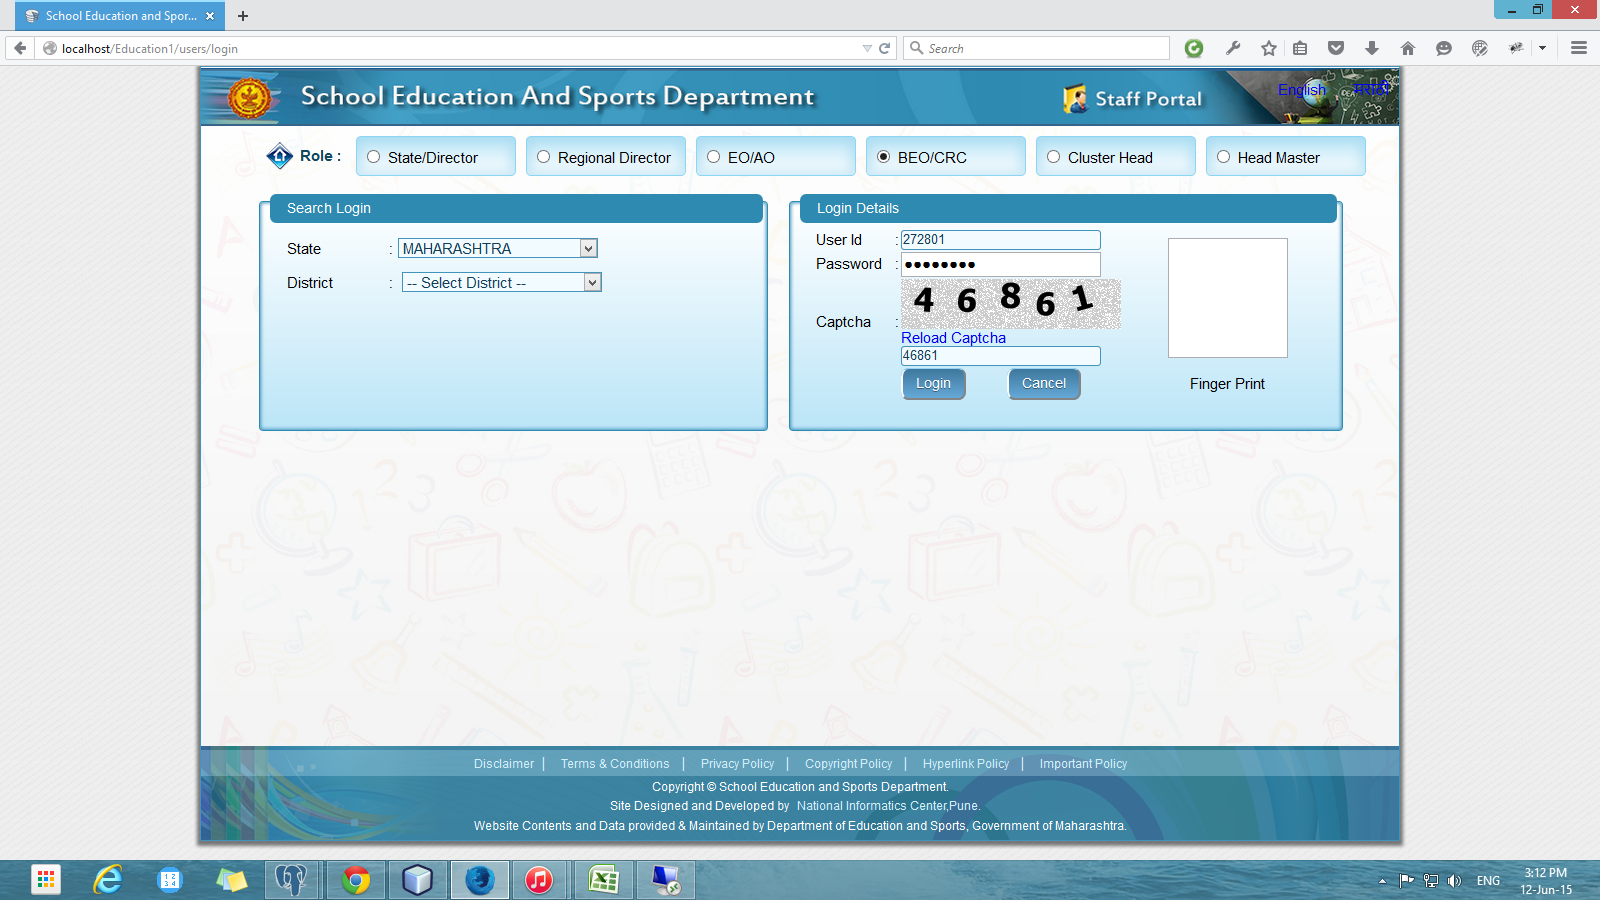 School Education and Spor...
localhost/Education1/users/login
Search
School Education And Sports Department
Staff Portal
English
मराठी
Role :
State/Director
Regional Director
EO/AO
BEO/CRC
Cluster Head
Head Master
Search Login
State : MAHARASHTRA
District : -- Select District --
Login Details
User Id : 272801
Password : ●●●●●●●●
46861
Captcha :
Reload Captcha
46861
Login Cancel
Finger Print
Disclaimer | Terms & Conditions | Privacy Policy | Copyright Policy | Hyperlink Policy | Important Policy
Copyright © School Education and Sports Department.
Site Designed and Developed by National Informatics Center,Pune.
Website Contents and Data provided & Maintained by Department of Education and Sports, Government of Maharashtra.
ENG
3:12 PM
12-Jun-15